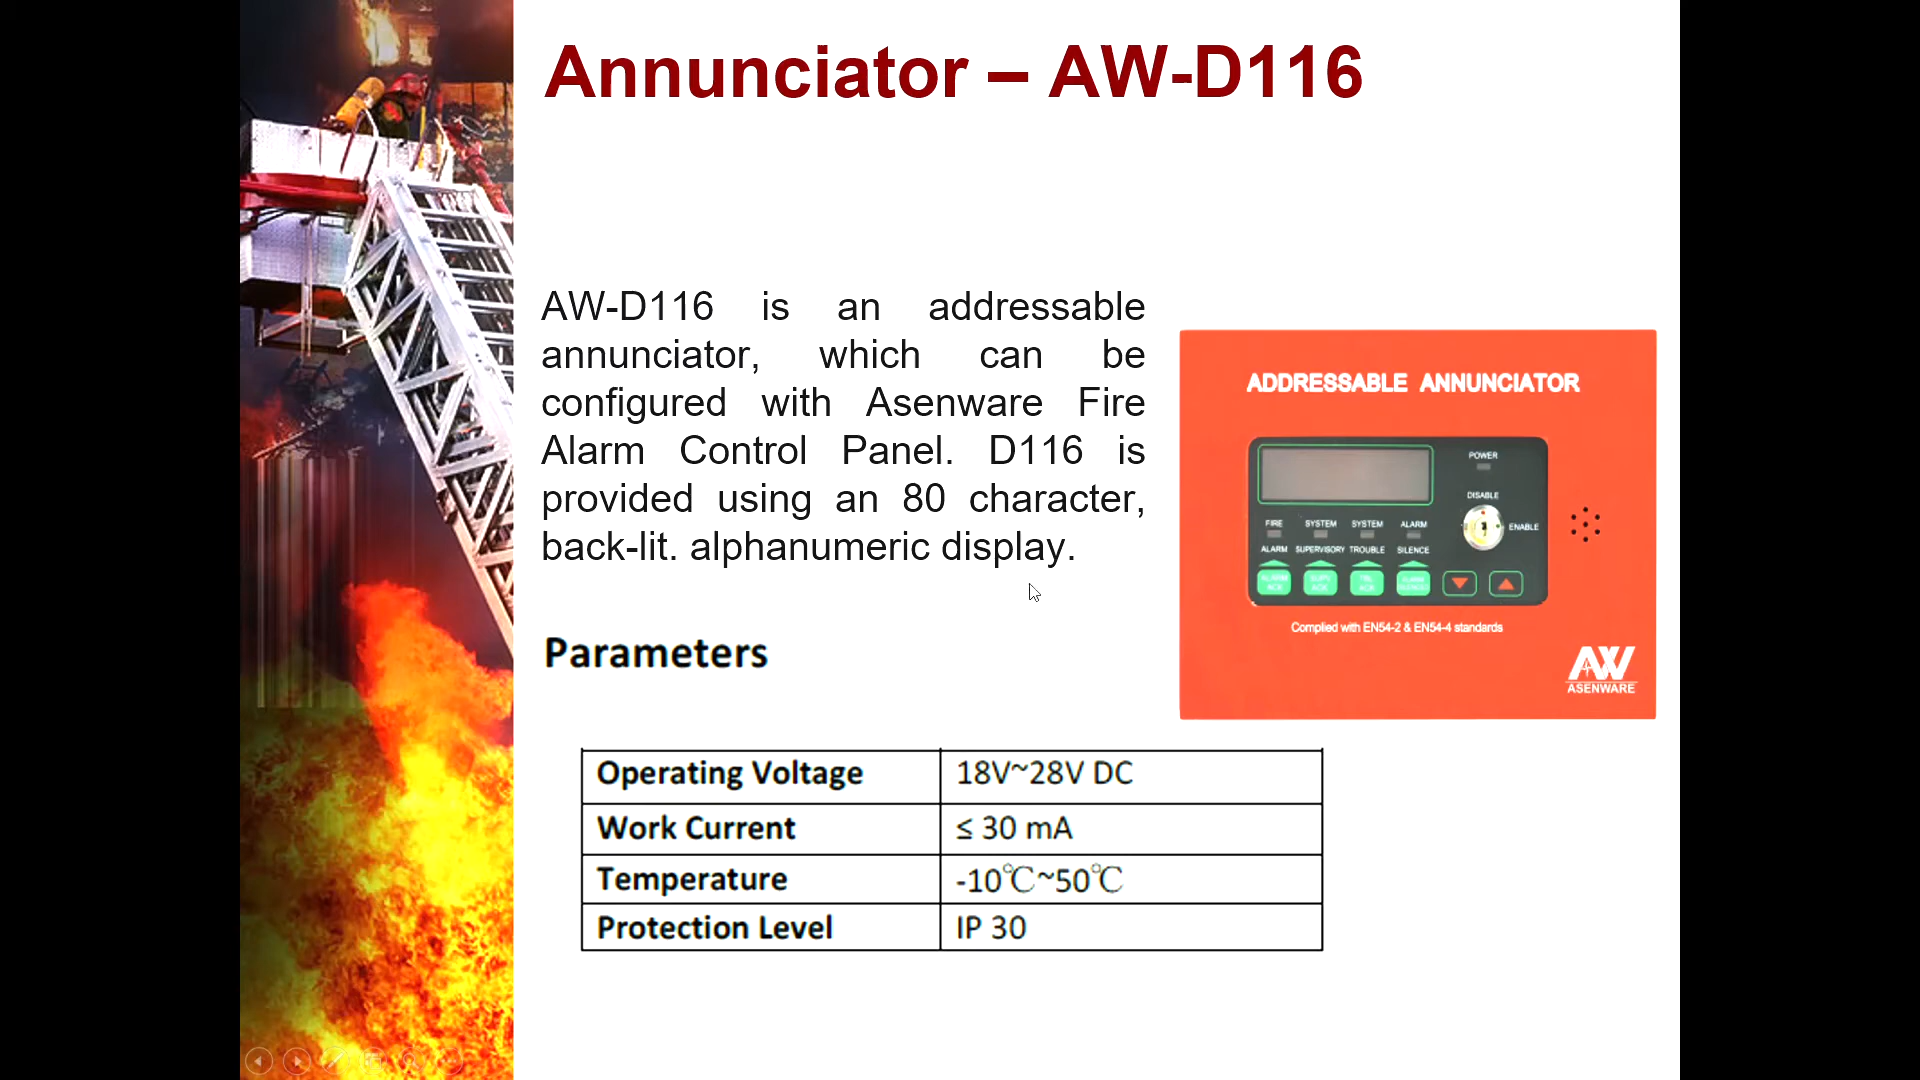 Annunciator – AW-D116
AW-D116 is an addressable
annunciator, which can be
configured with Asenware Fire
Alarm Control Panel. D116 is
provided using an 80 character,
back-lit. alphanumeric display.
ADDRESSABLE ANNUNCIATOR
POWER
DISABLE
ENABLE
FIRE SYSTEM SYSTEM ALARM
ALARM SUPERVISORY TROUBLE SILENCE
Complied with EN54-2 & EN54-4 standards
AW
ASENWARE
Parameters
Operating Voltage 18V~28V DC
Work Current ≤ 30 mA
Temperature -10℃~50℃
Protection Level IP 30